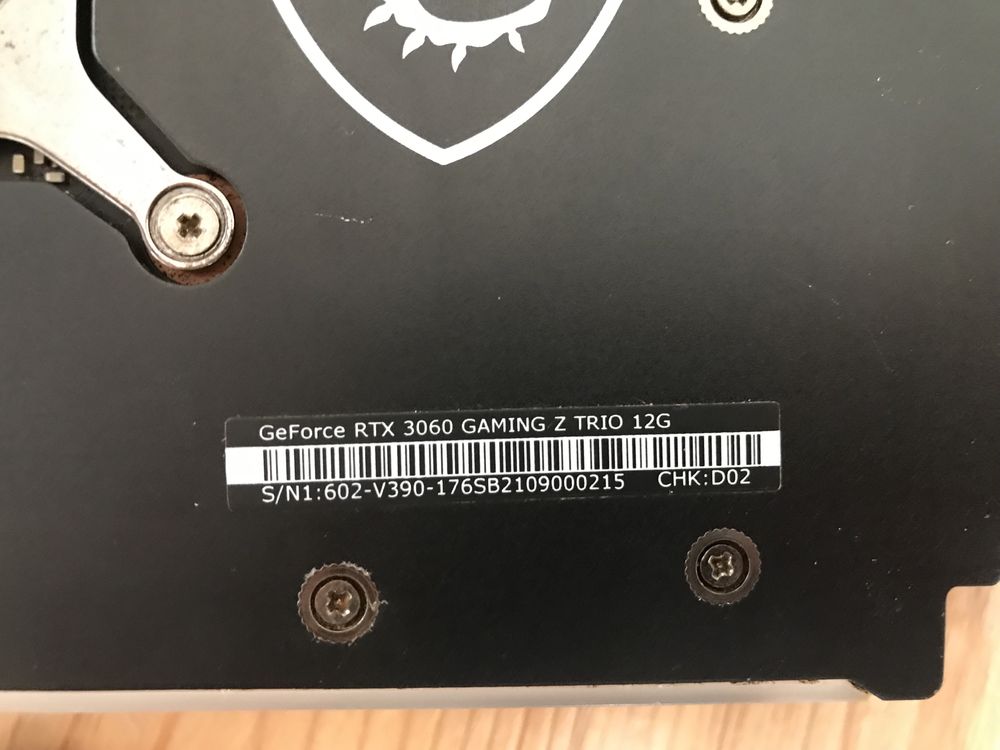 GeForce RTX 3060 GAMING Z TRIO 12G
S/N1:602-V390-176SB2109000215 CHK:D02